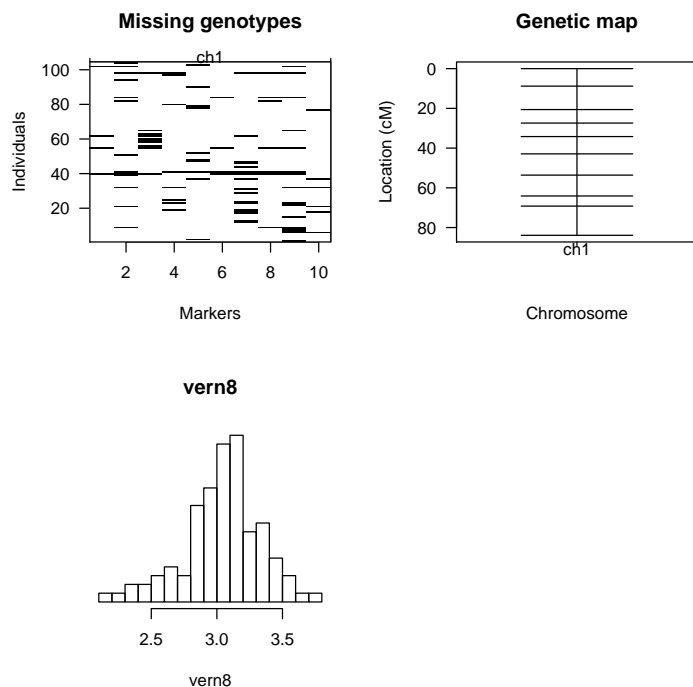 Missing genotypes
ch1
100
80
60
40
20
Individuals
2 4 6 8 10
Markers
Genetic map
0
20
40
60
80
Location (cM)
ch1
Chromosome
vern8
2.5 3.0 3.5
vern8